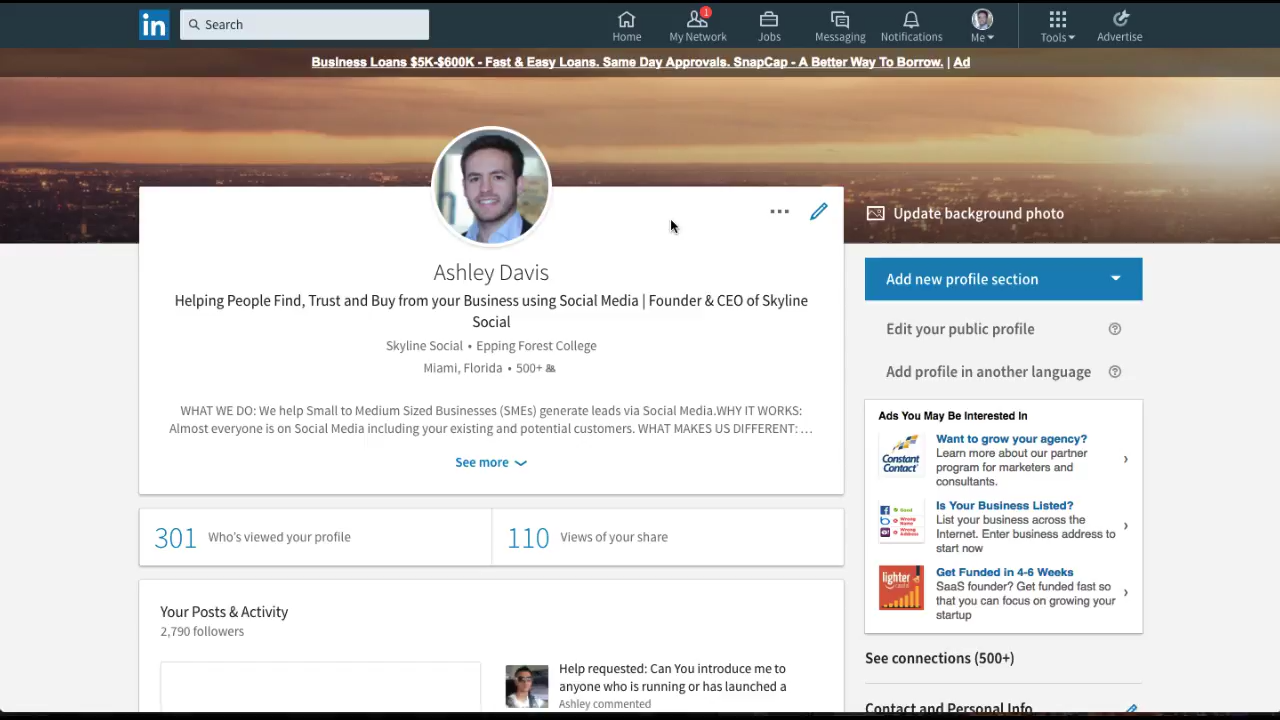 in
Search
1
Home
My Network
Jobs
Messaging
Notifications
Me
Tools
Advertise
Business Loans $5K-$600K - Fast & Easy Loans. Same Day Approvals. SnapCap - A Better Way To Borrow. | Ad
Update background photo
Ashley Davis
Helping People Find, Trust and Buy from your Business using Social Media | Founder & CEO of Skyline
Social
Skyline Social • Epping Forest College
Miami, Florida • 500+
WHAT WE DO: We help Small to Medium Sized Businesses (SMEs) generate leads via Social Media.WHY IT WORKS:
Almost everyone is on Social Media including your existing and potential customers. WHAT MAKES US DIFFERENT: …
See more
301 Who's viewed your profile
110 Views of your share
Your Posts & Activity
2,790 followers
Help requested: Can You introduce me to
anyone who is running or has launched a
Ashley commented
Add new profile section
Edit your public profile
Add profile in another language
Ads You May Be Interested In
Constant
Contact
Want to grow your agency?
Learn more about our partner
program for marketers and
consultants.
Is Your Business Listed?
List your business across the
Internet. Enter business address to
start now
lighter
Get Funded in 4-6 Weeks
SaaS founder? Get funded fast so
that you can focus on growing your
startup
See connections (500+)
Contact and Personal Info